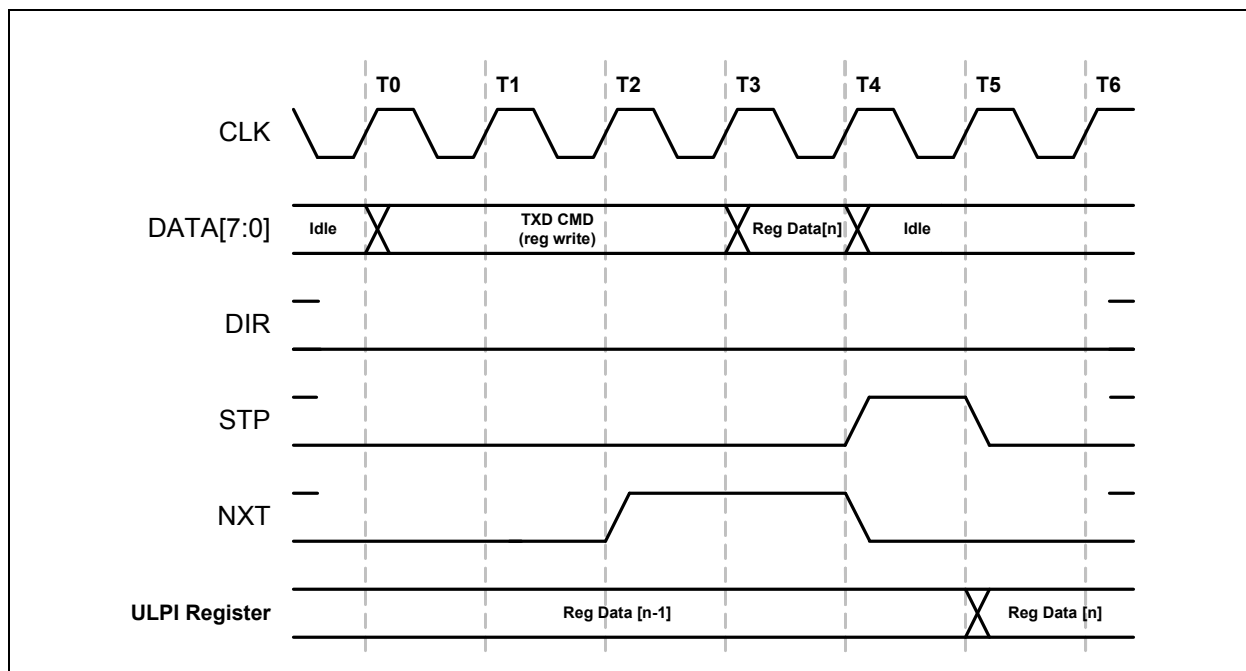 T0 T1 T2 T3 T4 T5 T6
CLK
DATA[7:0] Idle TXD CMD Reg Data[n] Idle
(reg write)
DIR
STP
NXT
ULPI Register Reg Data [n-1] Reg Data [n]